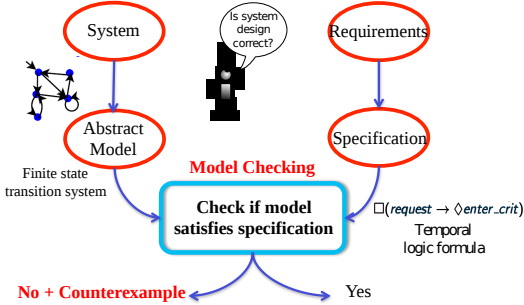 System
Is system
design
correct?
Requirements
Abstract
Model
Specification
Finite state
transition system
Model Checking
Check if model
satisfies specification
□(request → ◊enter_crit)
Temporal
logic formula
No + Counterexample
Yes